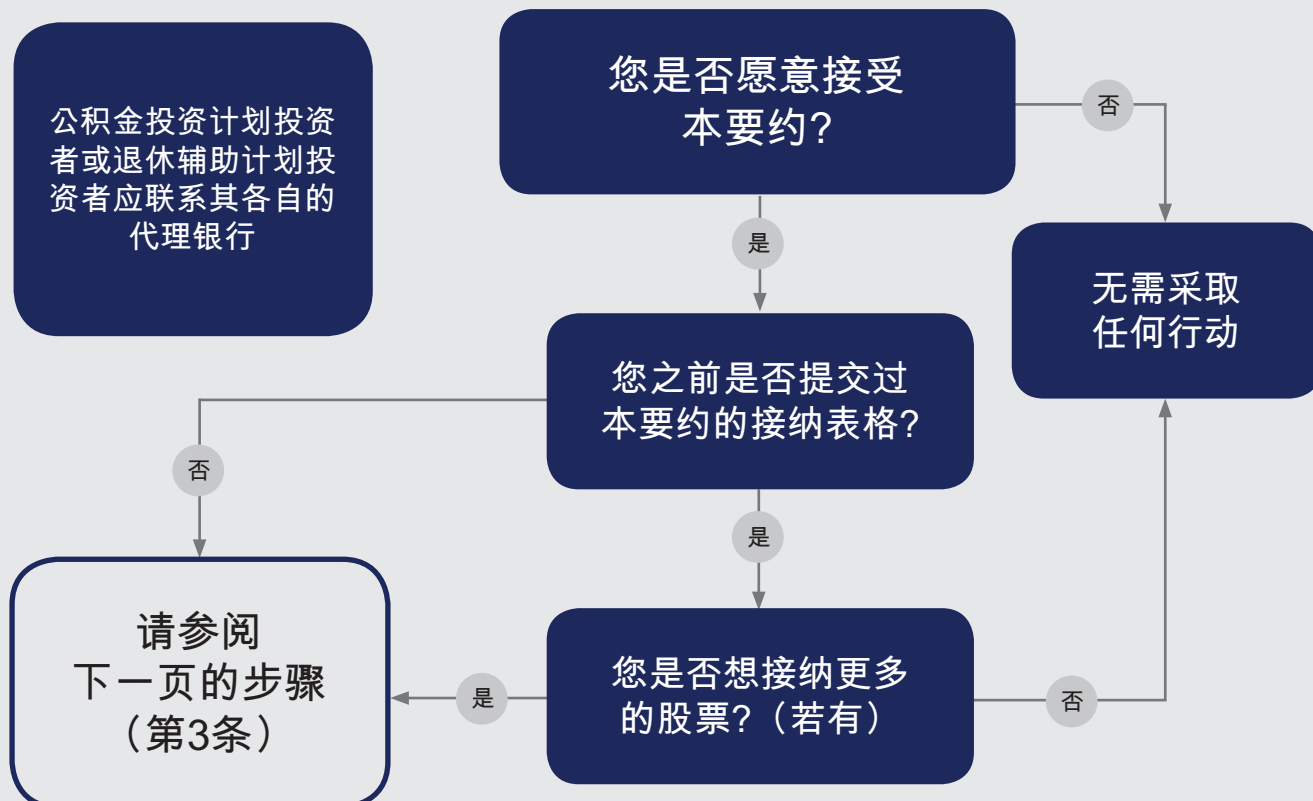 公积金投资计划投资
者或退休辅助计划投
资者应联系其各自的
代理银行
您是否愿意接受
本要约?
否
是
无需采取
任何行动
您之前是否提交过
本要约的接纳表格?
否
是
请参阅
下一页的步骤
（第3条）
是
您是否想接纳更多
的股票?（若有）
否